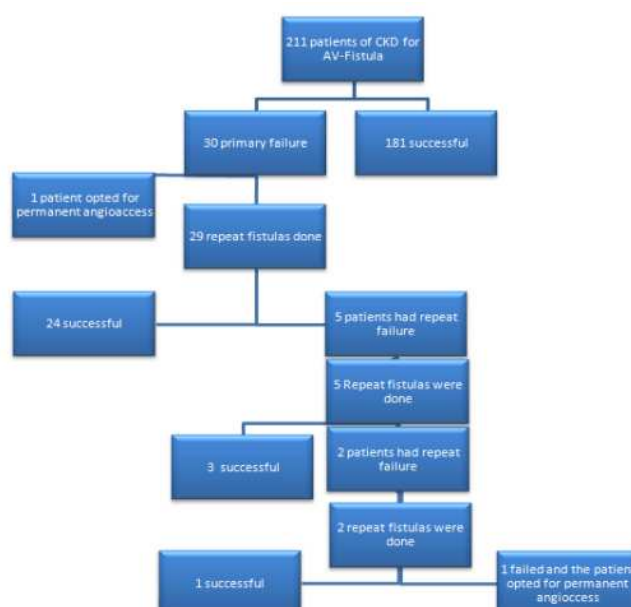 211 patients of CKD for
AV-Fistula
30 primary failure
181 successful
1 patient opted for
permanent angioaccess
29 repeat fistulas done
24 successful
5 patients had repeat
failure
5 Repeat fistulas were
done
3 successful
2 patients had repeat
failure
2 repeat fistulas were
done
1 successful
1 failed and the patient
opted for permanent
angioccess